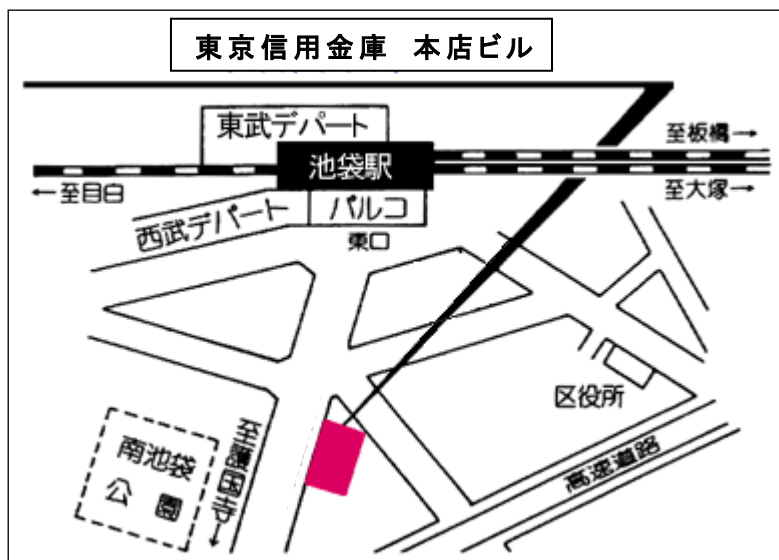 東京信用金庫 本店ビル
東武デパート
至板橋→
池袋駅
←至目白
至大塚→
西武デパート
パルコ
東口
区役所
南池袋
公園
至護国寺→
高速道路